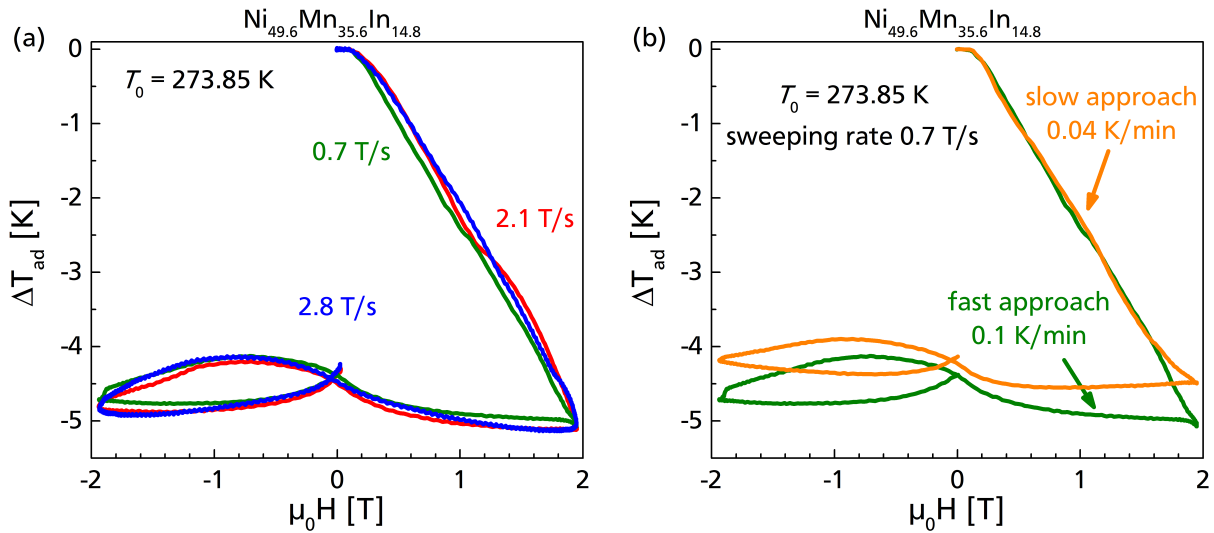 (a)
Ni49.6Mn35.6In14.8
T0 = 273.85 K
0.7 T/s
2.1 T/s
2.8 T/s
0
-1
-2
-3
-4
-5
ΔTad [K]
-2 -1 0 1 2
μ0H [T]
(b)
Ni49.6Mn35.6In14.8
T0 = 273.85 K
sweeping rate 0.7 T/s
slow approach
0.04 K/min
fast approach
0.1 K/min
0
-1
-2
-3
-4
-5
ΔTad [K]
-2 -1 0 1 2
μ0H [T]